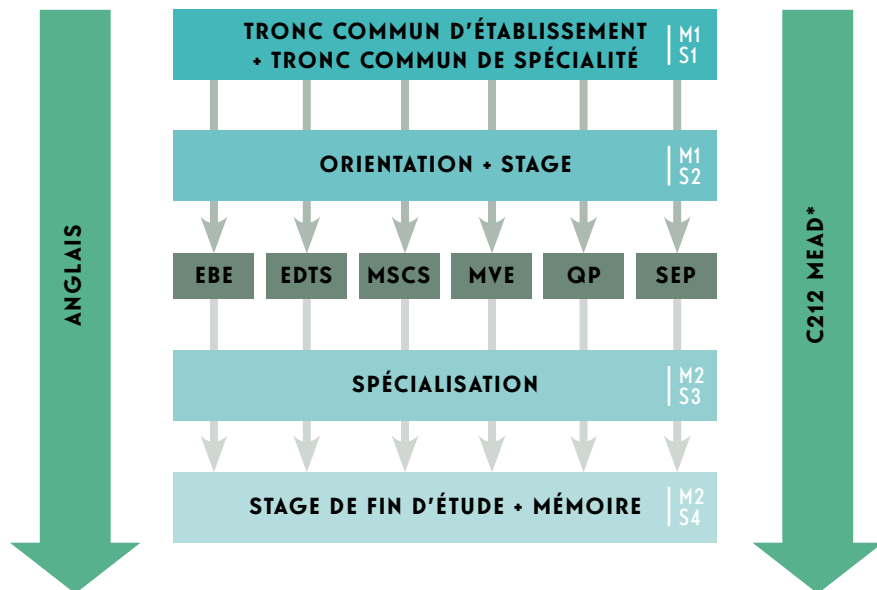 TRONC COMMUN D'ÉTABLISSEMENT
+ TRONC COMMUN DE SPÉCIALITÉ
M1
S1
ORIENTATION + STAGE
M1
S2
ANGLAIS
EBE
EDTS
MSCS
MVE
QP
SEP
C212 MEAD*
SPÉCIALISATION
M2
S3
STAGE DE FIN D'ÉTUDE + MÉMOIRE
M2
S4